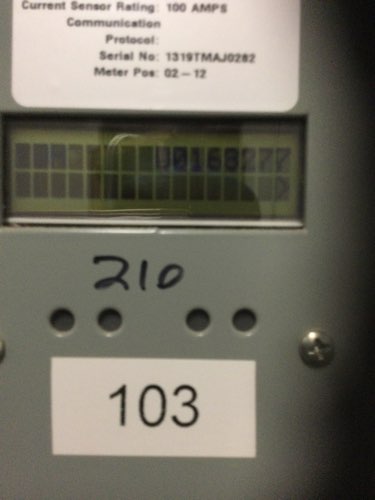 Current Sensor Rating: 100 AMPS
Communication
Protocol:
Serial No: 1319TMAJ0282
Meter Pos: 02-12
210
103